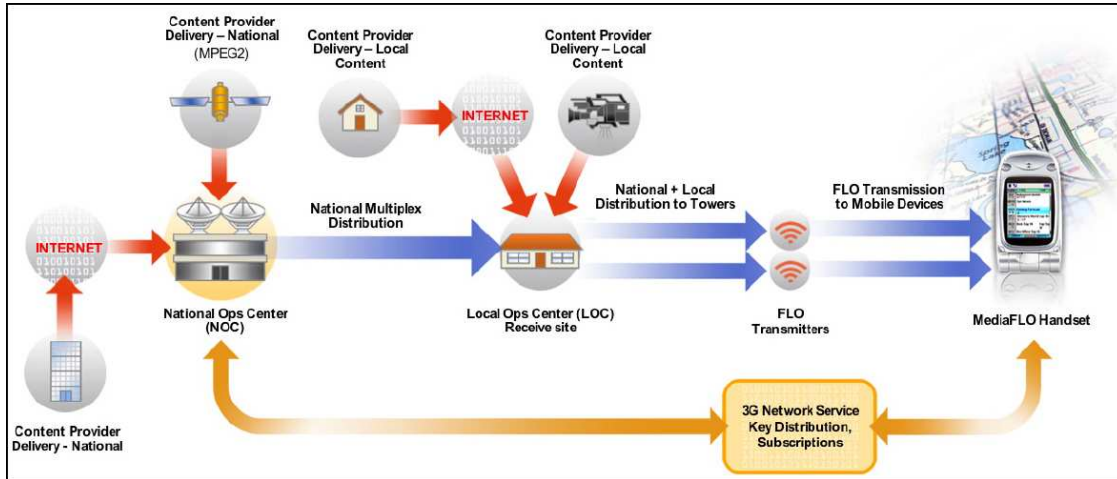 Content Provider
Delivery – National
(MPEG2)
Content Provider
Delivery – Local
Content
Content Provider
Delivery – Local
Content
INTERNET
INTERNET
National Multiplex
Distribution
National + Local
Distribution to Towers
FLO Transmission
to Mobile Devices
National Ops Center
(NOC)
Local Ops Center (LOC)
Receive site
FLO
Transmitters
MediaFLO Handset
Content Provider
Delivery - National
3G Network Service
Key Distribution,
Subscriptions